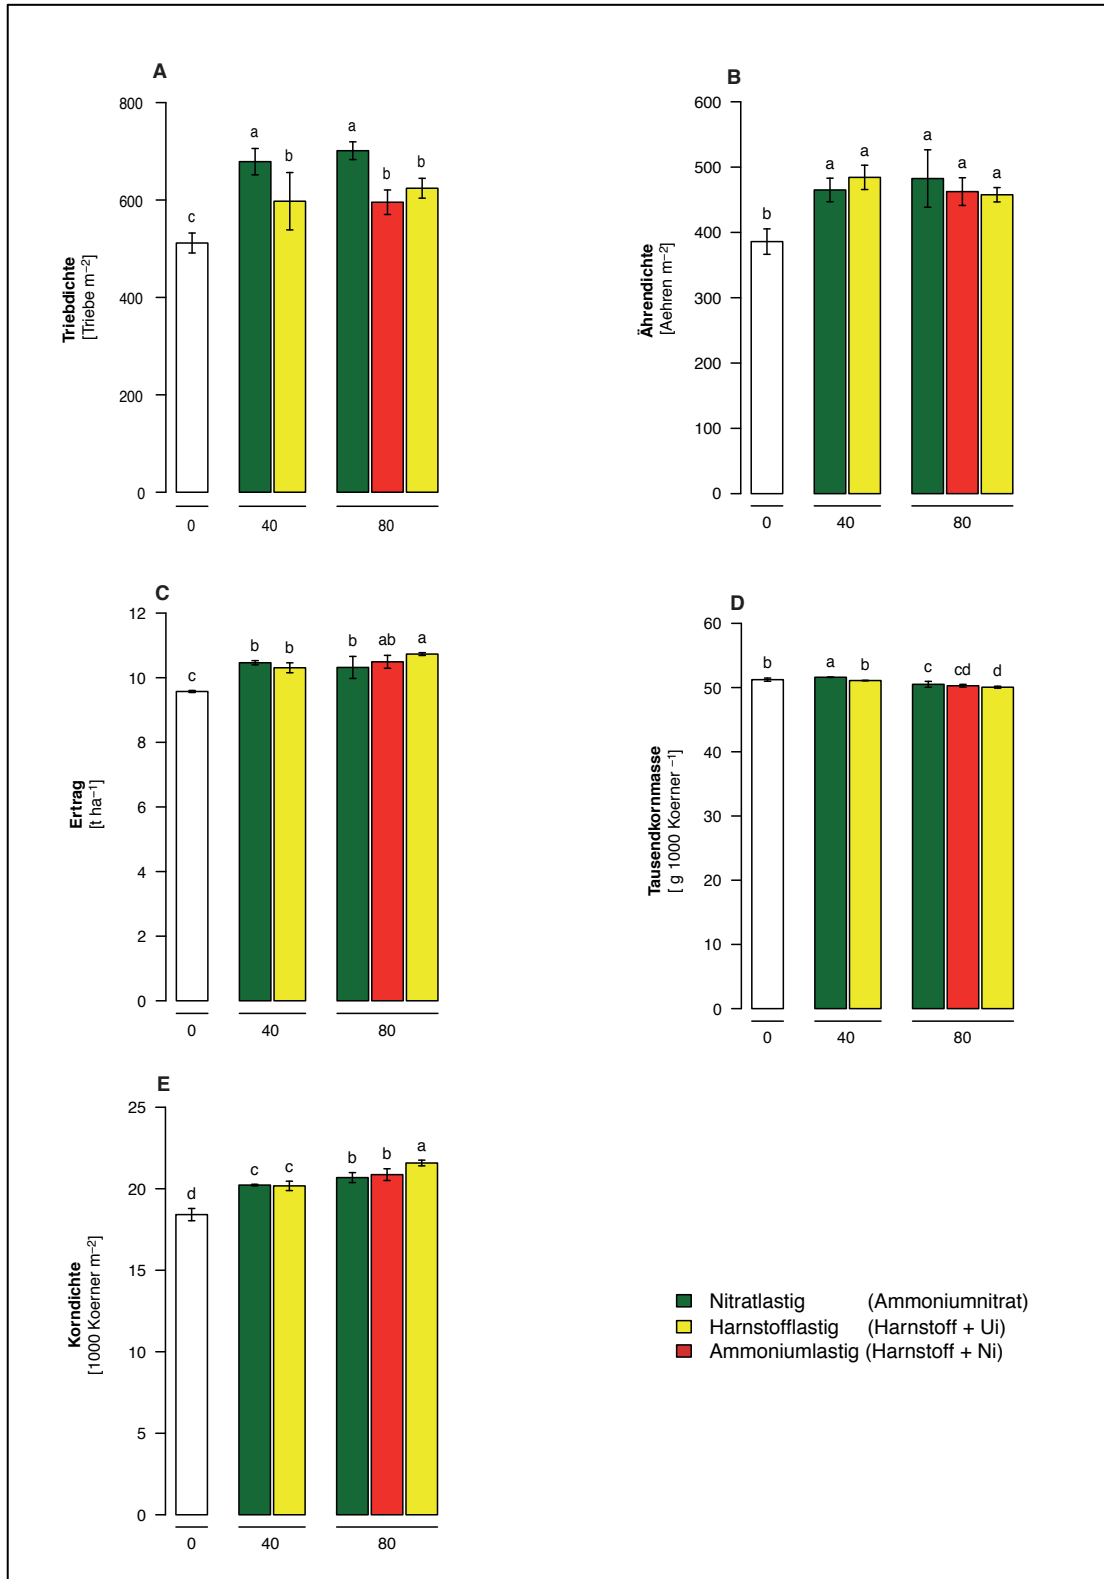 A
800
600
400
200
0
Triebdichte
[Triebe m⁻²]
c
a
b
a
b
b
0
40
80
B
600
500
400
300
200
100
0
Ährendichte
[Aehren m⁻²]
b
a
a
a
a
a
0
40
80
C
12
10
8
6
4
2
0
Ertrag
[t ha⁻¹]
c
b
b
b
ab
a
0
40
80
D
60
50
40
30
20
10
0
Tausendkornmasse
[ g 1000 Koerner ⁻¹]
b
a
b
c
cd
d
0
40
80
E
25
20
15
10
5
0
Korndichte
[1000 Koerner m⁻²]
d
c
c
b
b
a
0
40
80
Nitratlastig (Ammoniumnitrat)
Harnstofflastig (Harnstoff + Ui)
Ammoniumlastig (Harnstoff + Ni)